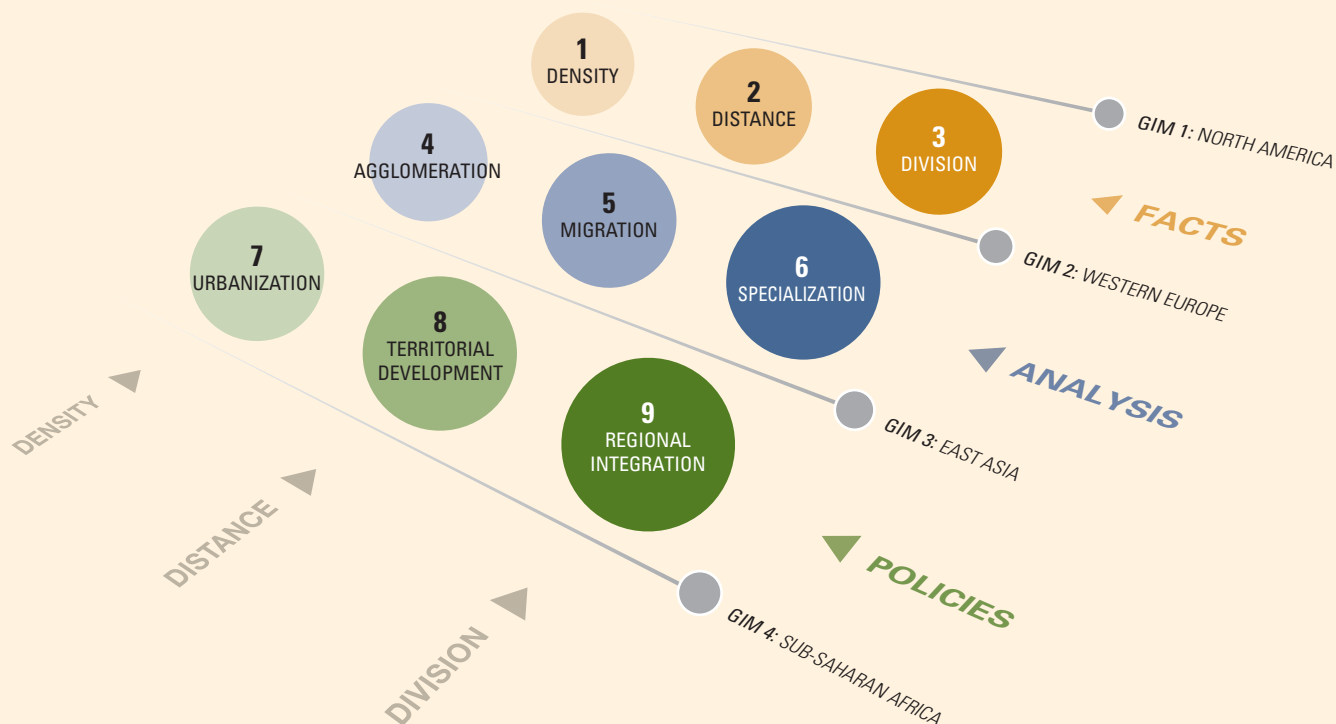 1
DENSITY
2
DISTANCE
3
DIVISION
GIM 1: NORTH AMERICA
FACTS
4
AGGLOMERATION
5
MIGRATION
6
SPECIALIZATION
GIM 2: WESTERN EUROPE
ANALYSIS
7
URBANIZATION
8
TERRITORIAL
DEVELOPMENT
9
REGIONAL
INTEGRATION
GIM 3: EAST ASIA
POLICIES
GIM 4: SUB-SAHARAN AFRICA
DENSITY
DISTANCE
DIVISION